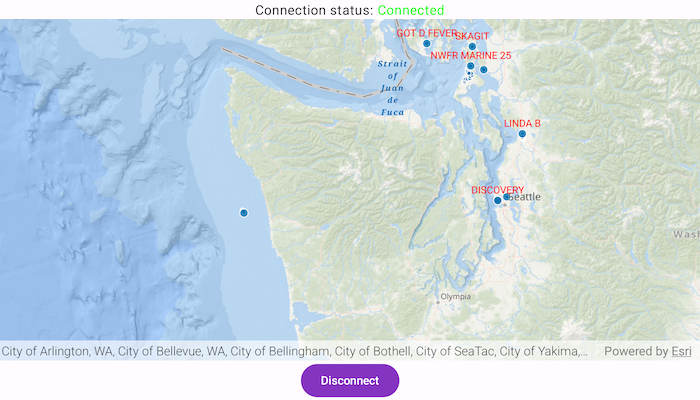 Connection status: Connected
GOT D FEVER
SKAGIT
NWFR MARINE 25
Strait
of
Juan
de
Fuca
LINDA B
DISCOVERY
Seattle
Wash
Olympia
City of Arlington, WA, City of Bellevue, WA, City of Bellingham, City of Bothell, City of SeaTac, City of Yakima,... Powered by Esri
Disconnect